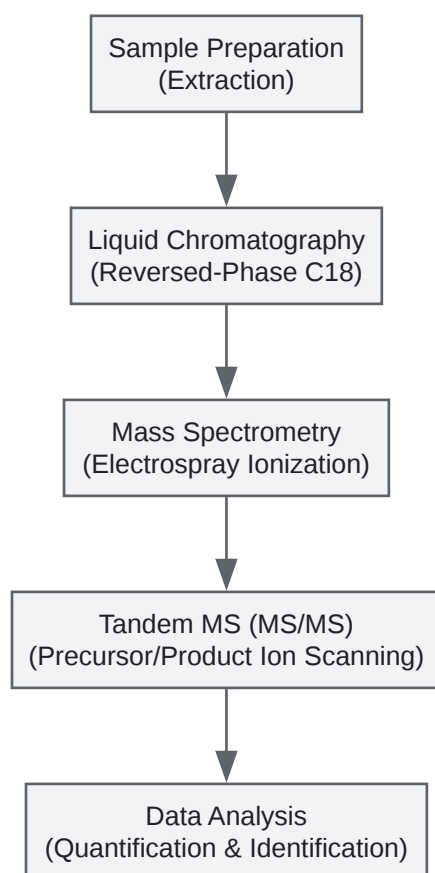 Sample Preparation
(Extraction)
Liquid Chromatography
(Reversed-Phase C18)
Mass Spectrometry
(Electrospray Ionization)
Tandem MS (MS/MS)
(Precursor/Product Ion Scanning)
Data Analysis
(Quantification & Identification)